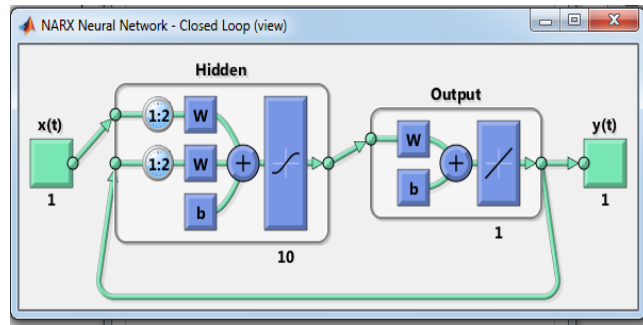 NARX Neural Network - Closed Loop (view)
Hidden
Output
x(t)
1
1:2
W
1:2
W
b
+
10
W
b
+
1
y(t)
1